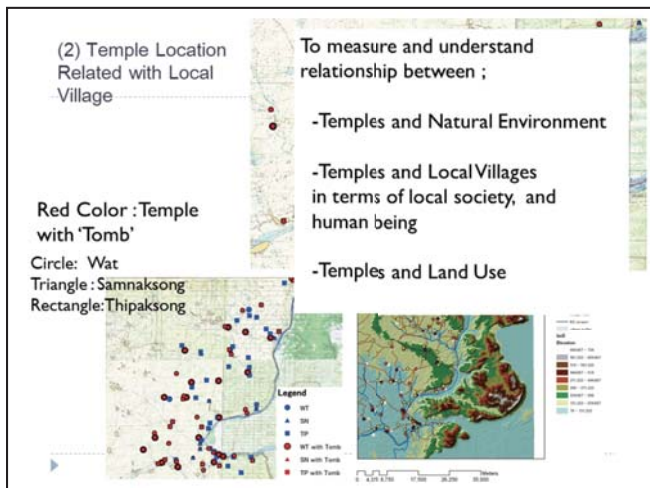 (2) Temple Location
Related with Local
Village
To measure and understand
relationship between ;
-Temples and Natural Environment
-Temples and Local Villages
in terms of local society, and
human being
-Temples and Land Use
Red Color : Temple
with ‘Tomb’
Circle: Wat
Triangle : Samnaksong
Rectangle:Thipaksong
Legend
WT
SN
TP
WT with Tomb
SN with Tomb
TP with Tomb
Elevation
Meters